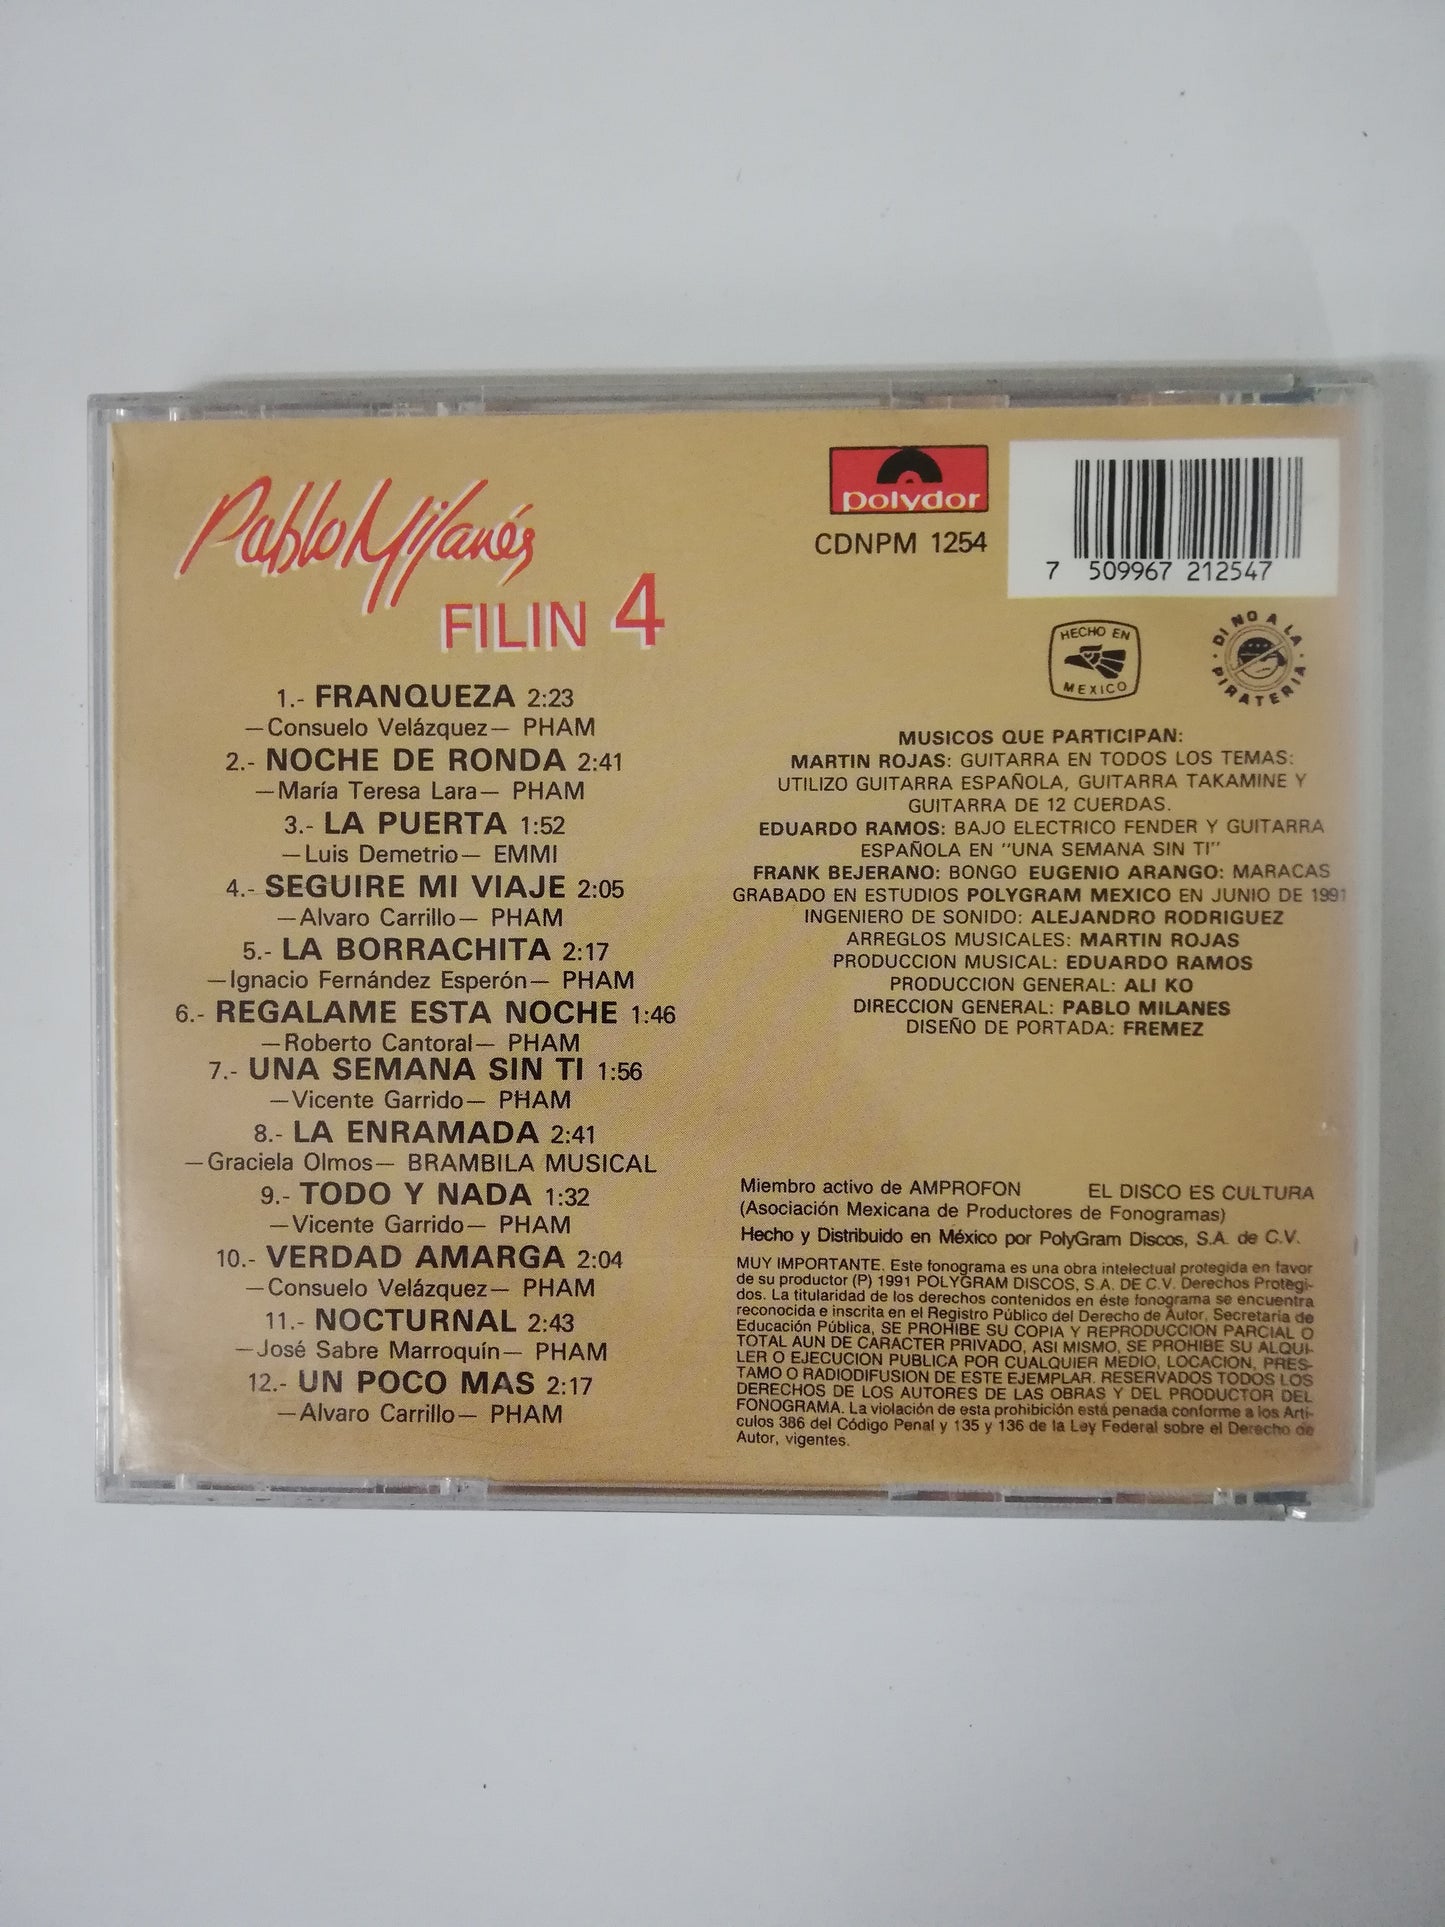 Pablo Milanés
FILIN 4
1.- FRANQUEZA 2:23
—Consuelo Velázquez— PHAM
2.- NOCHE DE RONDA 2:41
—María Teresa Lara— PHAM
3.- LA PUERTA 1:52
—Luis Demetrio— EMMI
4.- SEGUIRE MI VIAJE 2:05
—Alvaro Carrillo— PHAM
5.- LA BORRACHITA 2:17
—Ignacio Fernández Esperón— PHAM
6.- REGALAME ESTA NOCHE 1:46
—Roberto Cantoral— PHAM
7.- UNA SEMANA SIN TI 1:56
—Vicente Garrido— PHAM
8.- LA ENRAMADA 2:41
—Graciela Olmos— BRAMBILA MUSICAL
9.- TODO Y NADA 1:32
—Vicente Garrido— PHAM
10.- VERDAD AMARGA 2:04
—Consuelo Velázquez— PHAM
11.- NOCTURNAL 2:43
—José Sabre Marroquín— PHAM
12.- UN POCO MAS 2:17
—Alvaro Carrillo— PHAM
polydor
CDNPM 1254
7 509967 212547
HECHO EN
MEXICO
DI NO A LA
PIRATERIA
MUSICOS QUE PARTICIPAN:
MARTIN ROJAS: GUITARRA EN TODOS LOS TEMAS:
UTILIZO GUITARRA ESPAÑOLA, GUITARRA TAKAMINE Y
GUITARRA DE 12 CUERDAS.
EDUARDO RAMOS: BAJO ELECTRICO FENDER Y GUITARRA
ESPAÑOLA EN "UNA SEMANA SIN TI"
FRANK BEJERANO: BONGO EUGENIO ARANGO: MARACAS
GRABADO EN ESTUDIOS POLYGRAM MEXICO EN JUNIO DE 1991
INGENIERO DE SONIDO: ALEJANDRO RODRIGUEZ
ARREGLOS MUSICALES: MARTIN ROJAS
PRODUCCION MUSICAL: EDUARDO RAMOS
PRODUCCION GENERAL: ALI KO
DIRECCION GENERAL: PABLO MILANES
DISEÑO DE PORTADA: FREMEZ
Miembro activo de AMPROFON EL DISCO ES CULTURA
(Asociación Mexicana de Productores de Fonogramas)
Hecho y Distribuido en México por PolyGram Discos, S.A. de C.V.
MUY IMPORTANTE. Este fonograma es una obra intelectual protegida en favor
de su productor (P) 1991 POLYGRAM DISCOS, S.A. DE C.V. Derechos Protegi-
dos. La titularidad de los derechos contenidos en éste fonograma se encuentra
reconocida e inscrita en el Registro Público del Derecho de Autor, Secretaría de
Educación Pública, SE PROHIBE SU COPIA Y REPRODUCCION PARCIAL O
TOTAL AUN DE CARACTER PRIVADO, ASI MISMO, SE PROHIBE SU ALQUI-
LER O EJECUCION PUBLICA POR CUALQUIER MEDIO, LOCACION, PRES-
TAMO O RADIODIFUSION DE ESTE EJEMPLAR. RESERVADOS TODOS LOS
DERECHOS DE LOS AUTORES DE LAS OBRAS Y DEL PRODUCTOR DEL
FONOGRAMA. La violación de esta prohibición está penada conforme a los Artí-
culos 386 del Código Penal y 135 y 136 de la Ley Federal sobre el Derecho de
Autor, vigentes.